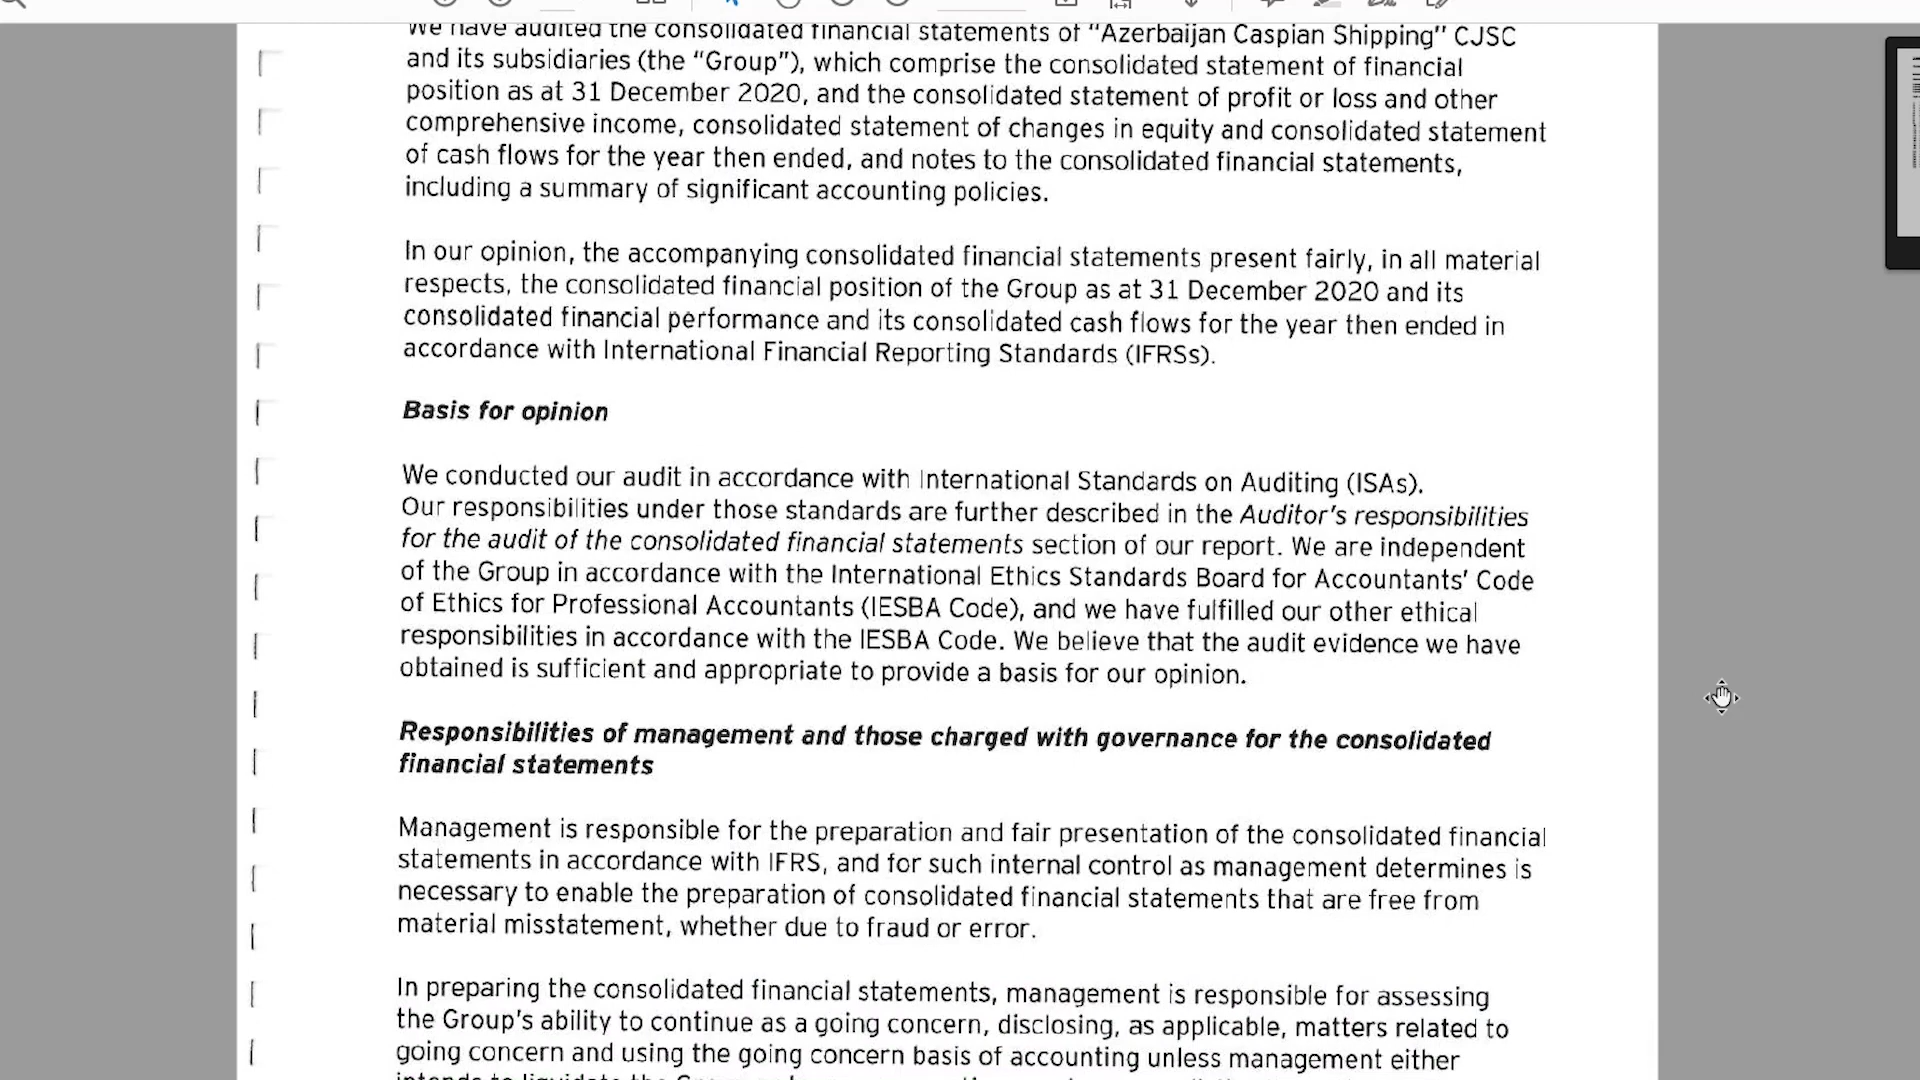 We have audited the consolidated financial statements of "Azerbaijan Caspian Shipping" CJSC
and its subsidiaries (the "Group"), which comprise the consolidated statement of financial
position as at 31 December 2020, and the consolidated statement of profit or loss and other
comprehensive income, consolidated statement of changes in equity and consolidated statement
of cash flows for the year then ended, and notes to the consolidated financial statements,
including a summary of significant accounting policies.
In our opinion, the accompanying consolidated financial statements present fairly, in all material
respects, the consolidated financial position of the Group as at 31 December 2020 and its
consolidated financial performance and its consolidated cash flows for the year then ended in
accordance with International Financial Reporting Standards (IFRSs).
Basis for opinion
We conducted our audit in accordance with International Standards on Auditing (ISAs).
Our responsibilities under those standards are further described in the Auditor's responsibilities
for the audit of the consolidated financial statements section of our report. We are independent
of the Group in accordance with the International Ethics Standards Board for Accountants' Code
of Ethics for Professional Accountants (IESBA Code), and we have fulfilled our other ethical
responsibilities in accordance with the IESBA Code. We believe that the audit evidence we have
obtained is sufficient and appropriate to provide a basis for our opinion.
Responsibilities of management and those charged with governance for the consolidated
financial statements
Management is responsible for the preparation and fair presentation of the consolidated financial
statements in accordance with IFRS, and for such internal control as management determines is
necessary to enable the preparation of consolidated financial statements that are free from
material misstatement, whether due to fraud or error.
In preparing the consolidated financial statements, management is responsible for assessing
the Group's ability to continue as a going concern, disclosing, as applicable, matters related to
going concern and using the going concern basis of accounting unless management either